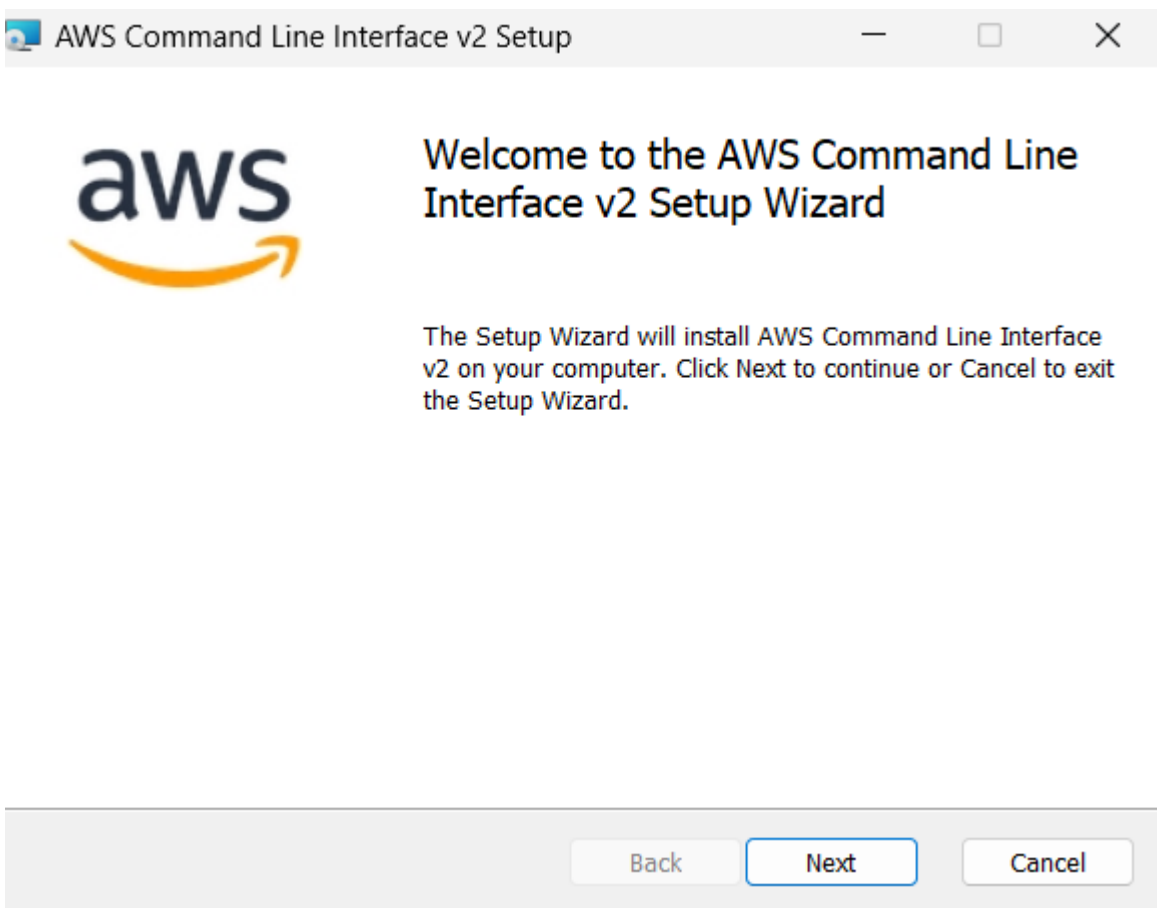 AWS Command Line Interface v2 Setup
aws
Welcome to the AWS Command Line
Interface v2 Setup Wizard
The Setup Wizard will install AWS Command Line Interface
v2 on your computer. Click Next to continue or Cancel to exit
the Setup Wizard.
Back
Next
Cancel